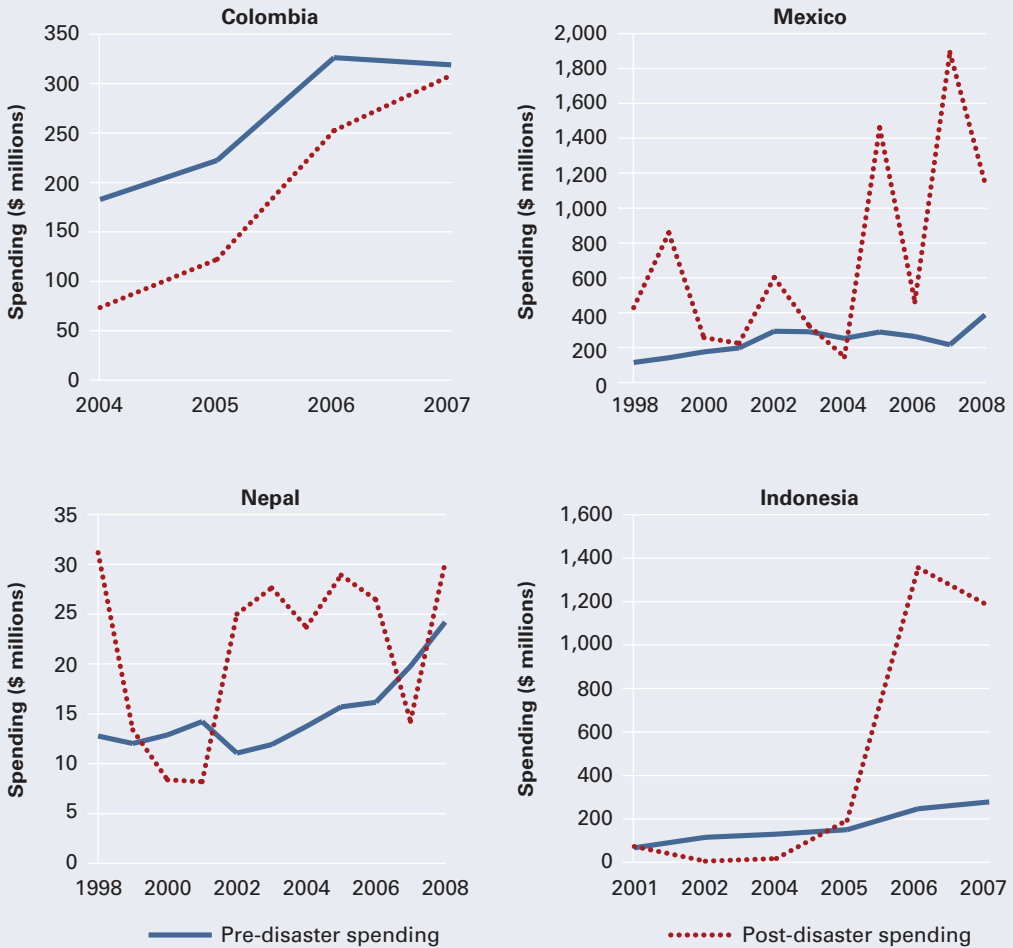 Colombia
Spending ($ millions)
350
300
250
200
150
100
50
0
2004 2005 2006 2007
Mexico
Spending ($ millions)
2,000
1,800
1,600
1,400
1,200
1,000
800
600
400
200
0
1998 2000 2002 2004 2006 2008
Nepal
Spending ($ millions)
35
30
25
20
15
10
5
0
1998 2000 2002 2004 2006 2008
Indonesia
Spending ($ millions)
1,600
1,400
1,200
1,000
800
600
400
200
0
2001 2002 2004 2005 2006 2007
Pre-disaster spending
Post-disaster spending